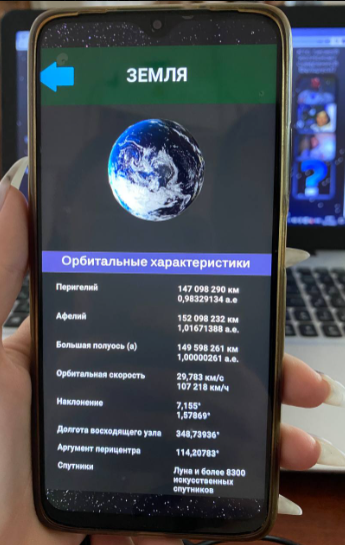 ЗЕМЛЯ
Орбитальные характеристики
Перигелий 147 098 290 км
0,98329134 а.е
Афелий 152 098 232 км
1,01671388 а.е.
Большая полуось (а) 149 598 261 км
1,00000261 а.е.
Орбитальная скорость 29,783 км/с
107 218 км/ч
Наклонение 7,155°
1,57869°
Долгота восходящего узла 348,73936°
Аргумент перицентра 114,20783°
Спутники Луна и более 8300
искусственных
спутников